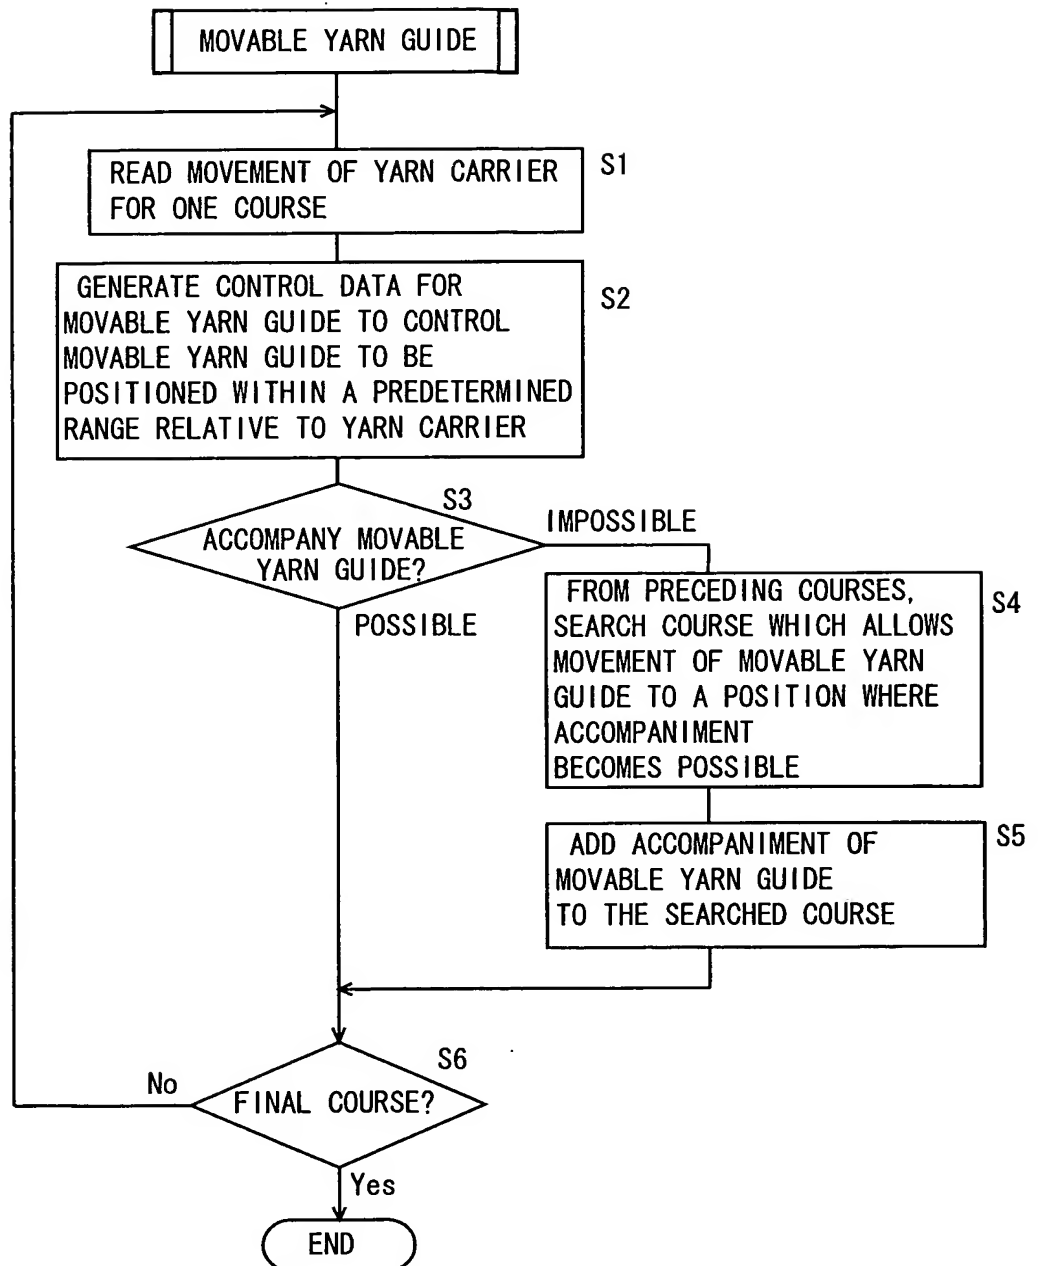 MOVABLE YARN GUIDE
READ MOVEMENT OF YARN CARRIER
FOR ONE COURSE
S1
GENERATE CONTROL DATA FOR
MOVABLE YARN GUIDE TO CONTROL
MOVABLE YARN GUIDE TO BE
POSITIONED WITHIN A PREDETERMINED
RANGE RELATIVE TO YARN CARRIER
S2
S3
ACCOMPANY MOVABLE
YARN GUIDE?
IMPOSSIBLE
POSSIBLE
FROM PRECEDING COURSES,
SEARCH COURSE WHICH ALLOWS
MOVEMENT OF MOVABLE YARN
GUIDE TO A POSITION WHERE
ACCOMPANIMENT
BECOMES POSSIBLE
S4
ADD ACCOMPANIMENT OF
MOVABLE YARN GUIDE
TO THE SEARCHED COURSE
S5
S6
No
FINAL COURSE?
Yes
END